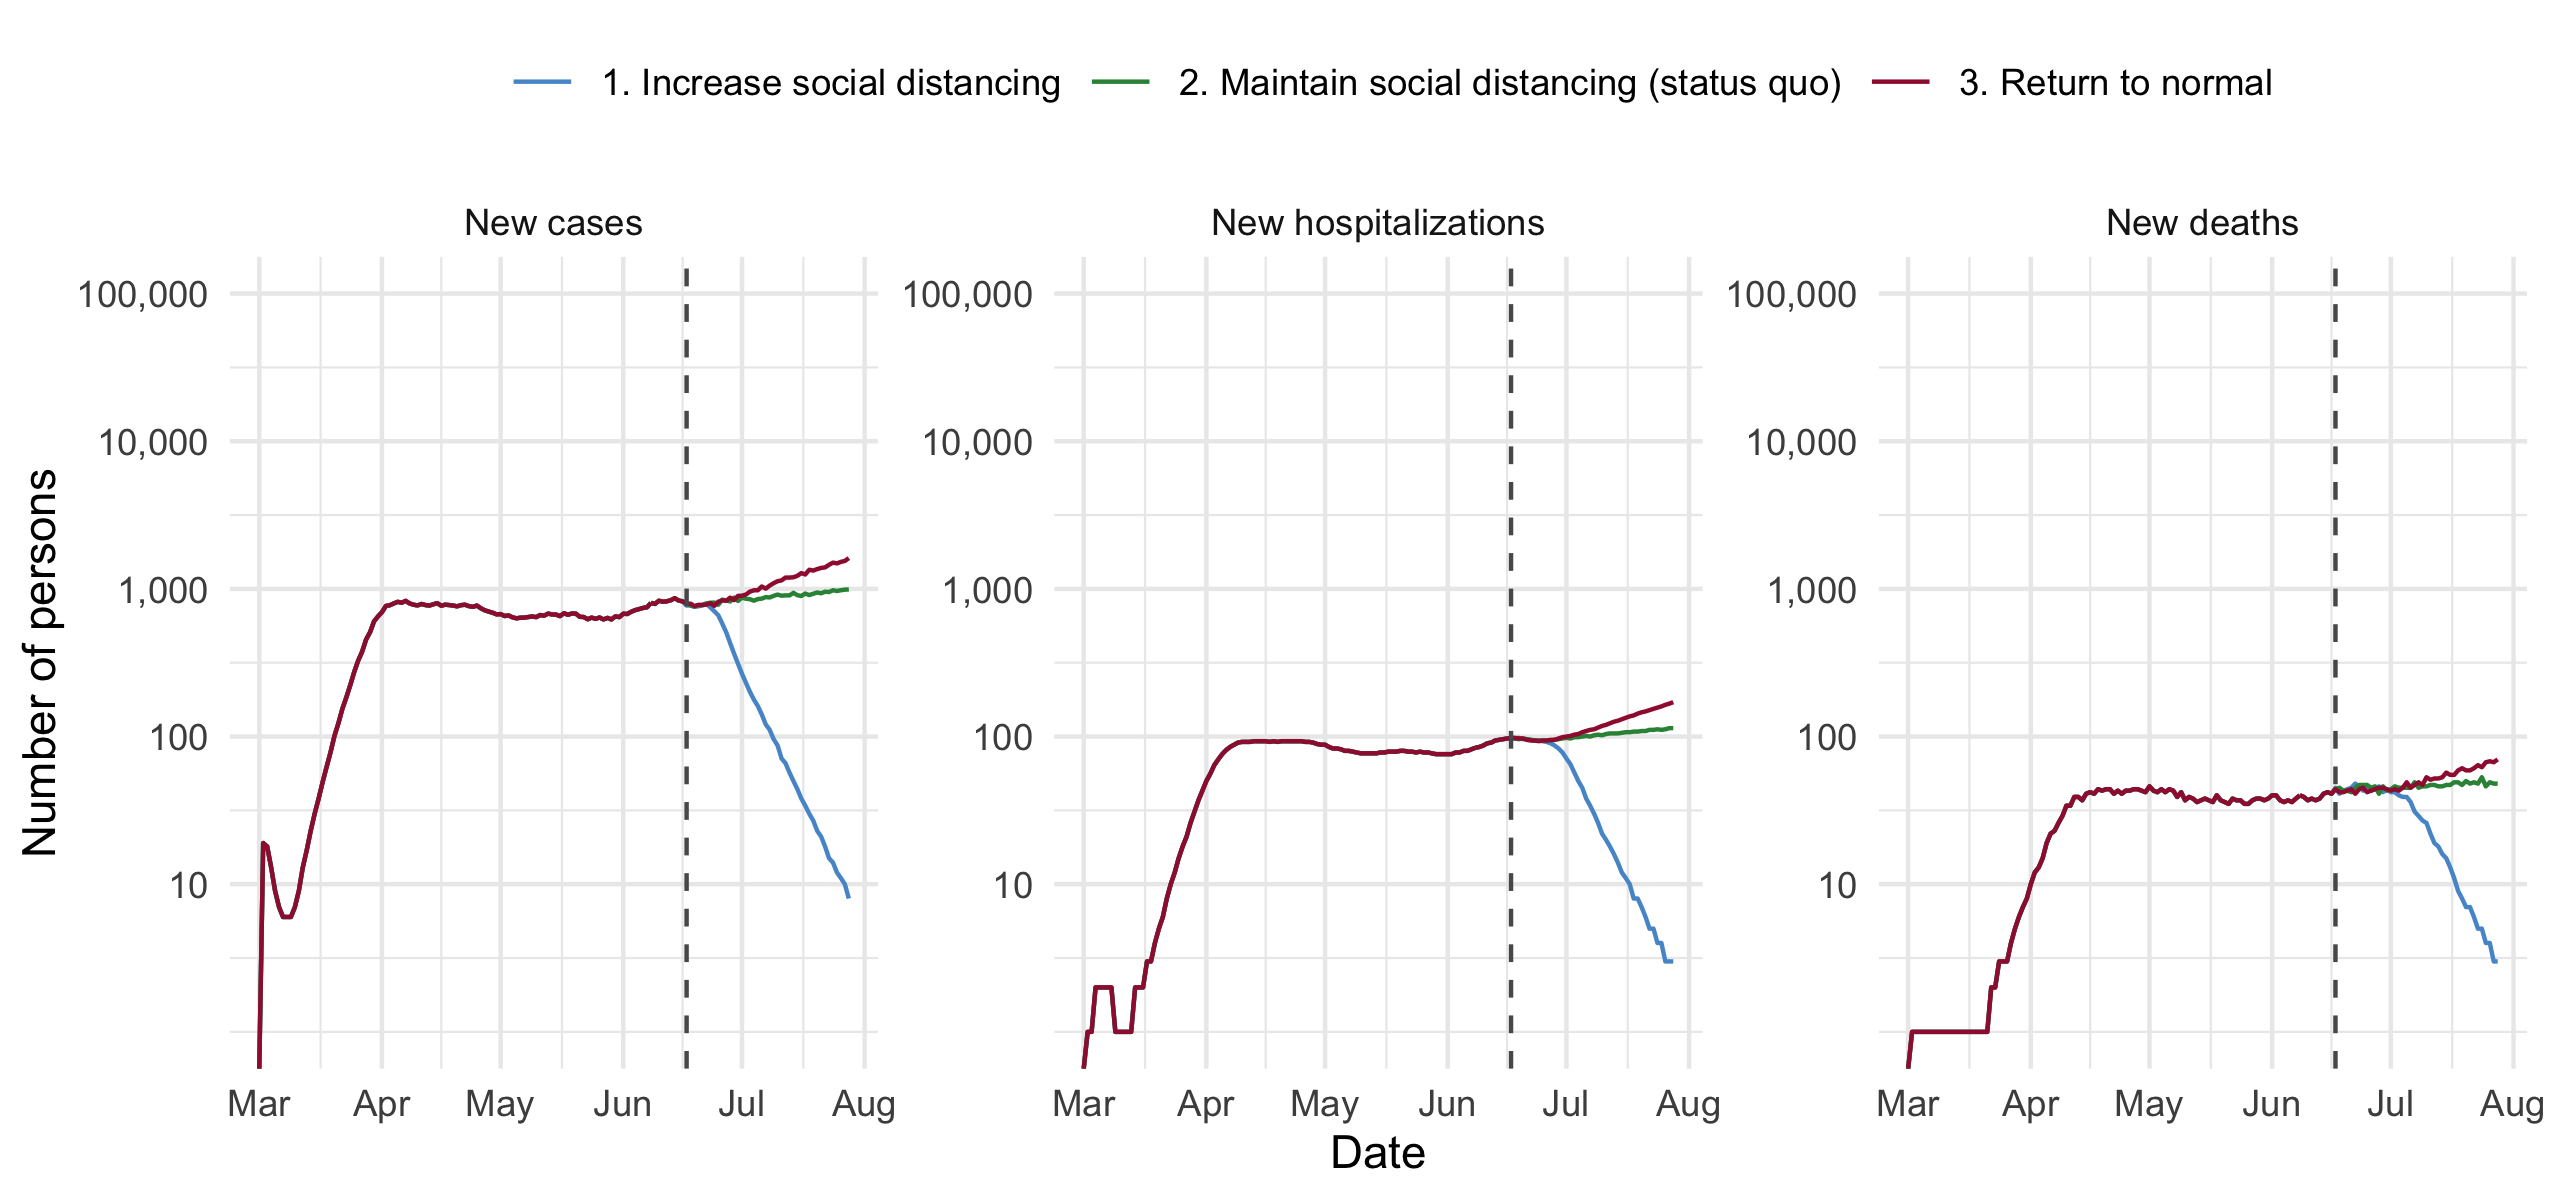 1. Increase social distancing 2. Maintain social distancing (status quo) 3. Return to normal
New cases New hospitalizations New deaths
100,000 100,000 100,000
10,000 10,000 10,000
1,000 1,000 1,000
100 100 100
10 10 10
Number of persons
Mar Apr May Jun Jul Aug Mar Apr May Jun Jul Aug Mar Apr May Jun Jul Aug
Date